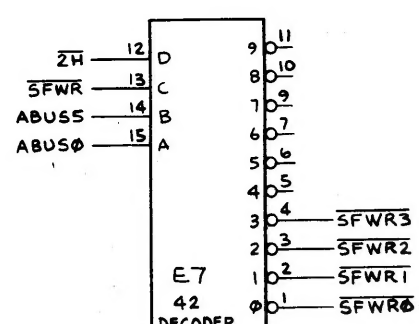 9 11
2H 12 D 8 10
SFWR 13 C 7 9
ABUS5 14 B 6 7
ABUSØ 15 A 5 6
4 5
3 4 SFWR3
2 3 SFWR2
E7 1 2 SFWR1
42 Ø 1 SFWRØ
DECODER